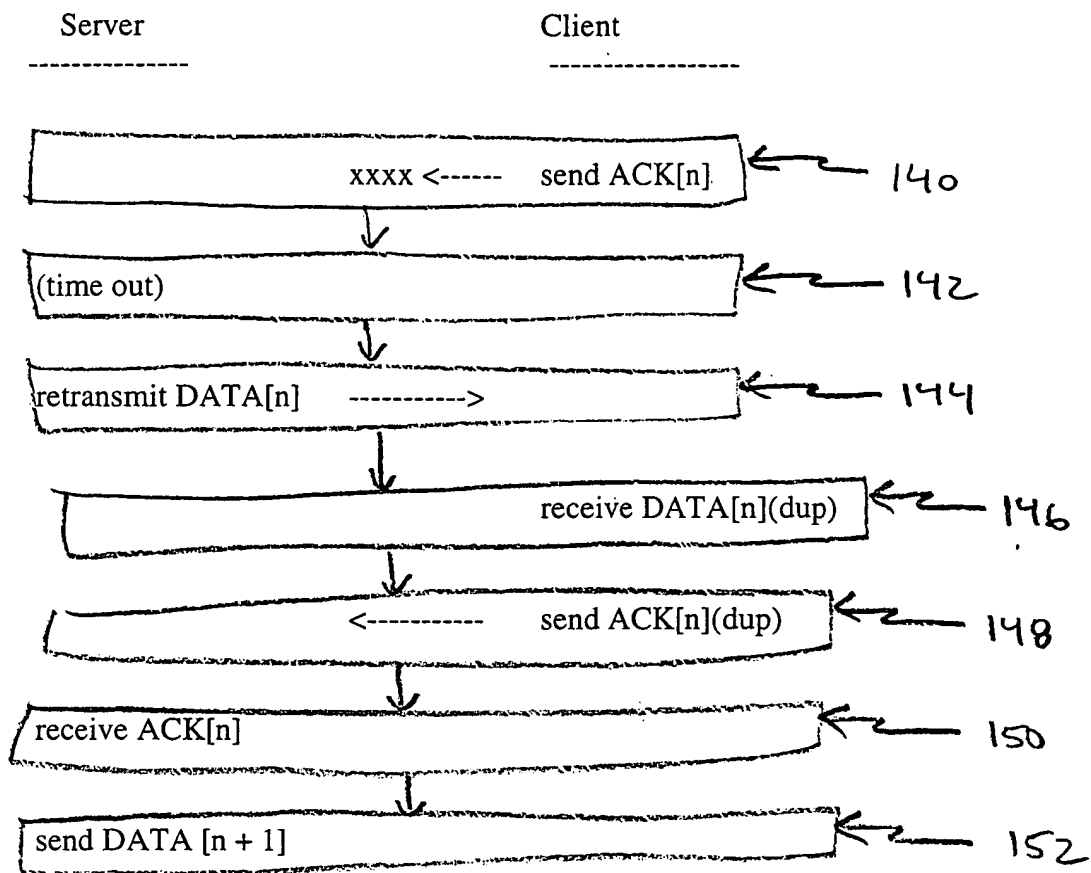 Server Client
-------------- -----------------
xxxx <------ send ACK[n] 140
(time out) 142
retransmit DATA[n] -----------> 144
receive DATA[n](dup) 146
<----------- send ACK[n](dup) 148
receive ACK[n] 150
send DATA [n + 1] 152